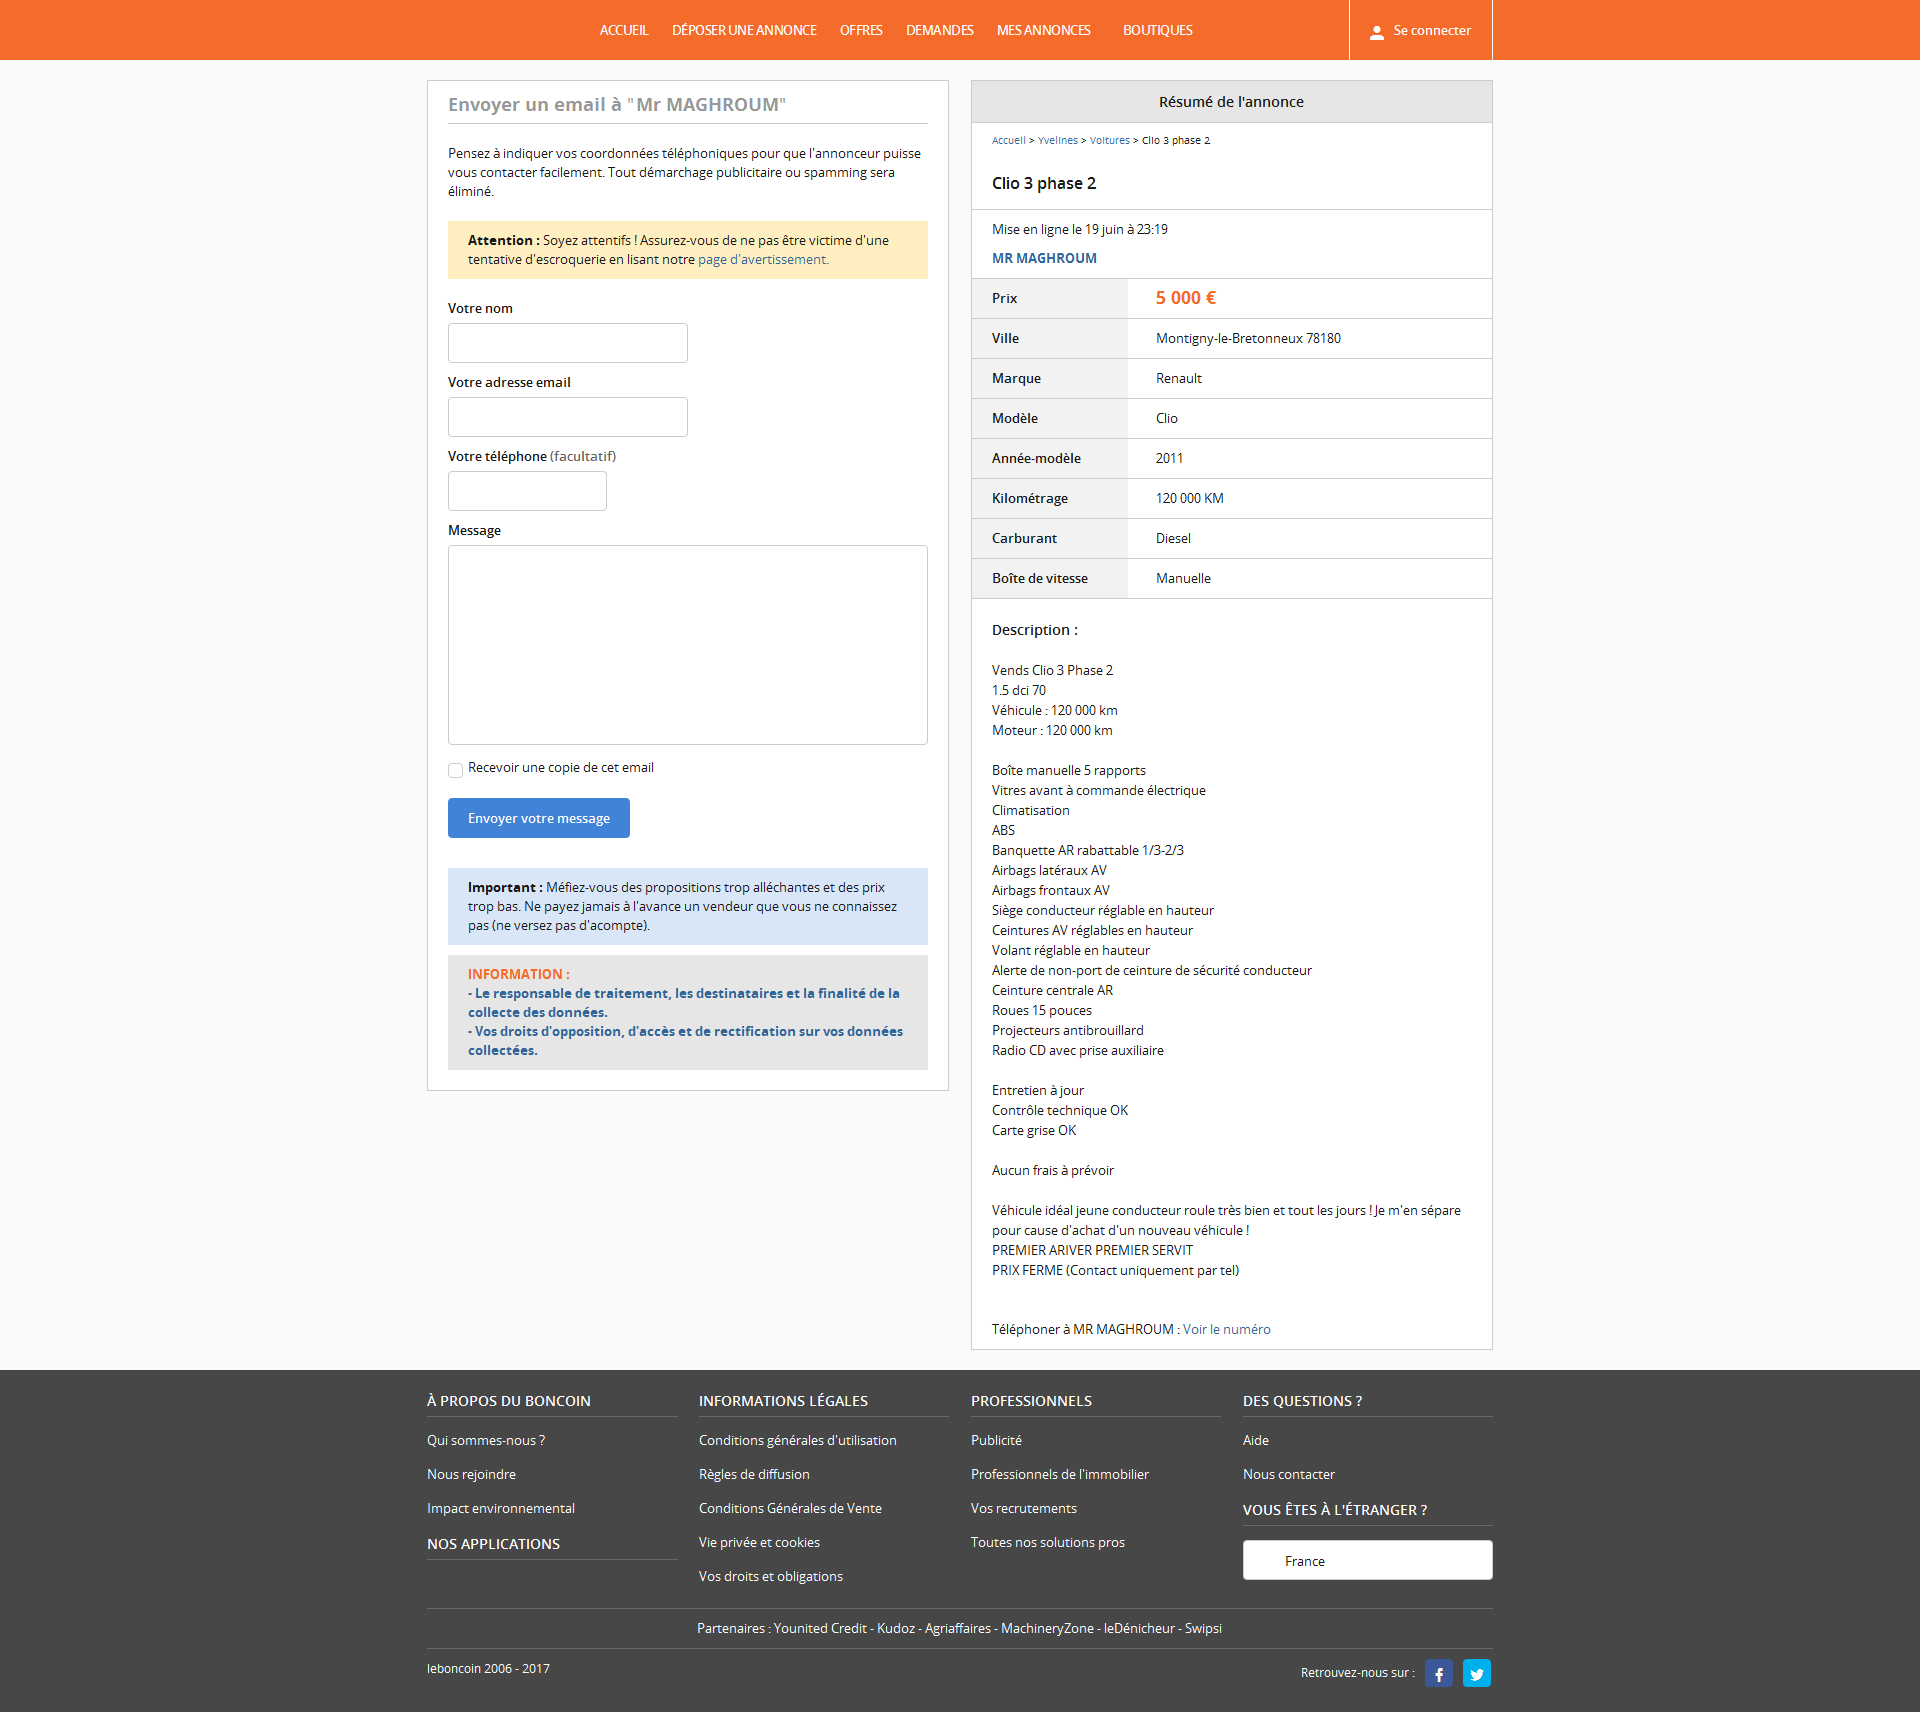 ACCUEIL DÉPOSER UNE ANNONCE OFFRES DEMANDES MES ANNONCES BOUTIQUES Se connecter
Envoyer un email à "Mr MAGHROUM"
Pensez à indiquer vos coordonnées téléphoniques pour que l'annonceur puisse
vous contacter facilement. Tout démarchage publicitaire ou spamming sera
éliminé.
Attention : Soyez attentifs ! Assurez-vous de ne pas être victime d'une
tentative d'escroquerie en lisant notre page d'avertissement.
Votre nom
Votre adresse email
Votre téléphone (facultatif)
Message
Recevoir une copie de cet email
Envoyer votre message
Important : Méfiez-vous des propositions trop alléchantes et des prix
trop bas. Ne payez jamais à l'avance un vendeur que vous ne connaissez
pas (ne versez pas d'acompte).
INFORMATION :
- Le responsable de traitement, les destinataires et la finalité de la
collecte des données.
- Vos droits d'opposition, d'accès et de rectification sur vos données
collectées.
Résumé de l'annonce
Accueil > Yvelines > Voitures > Clio 3 phase 2
Clio 3 phase 2
Mise en ligne le 19 juin à 23:19
MR MAGHROUM
Prix 5 000 €
Ville Montigny-le-Bretonneux 78180
Marque Renault
Modèle Clio
Année-modèle 2011
Kilométrage 120 000 KM
Carburant Diesel
Boîte de vitesse Manuelle
Description :
Vends Clio 3 Phase 2
1.5 dci 70
Véhicule : 120 000 km
Moteur : 120 000 km
Boîte manuelle 5 rapports
Vitres avant à commande électrique
Climatisation
ABS
Banquette AR rabattable 1/3-2/3
Airbags latéraux AV
Airbags frontaux AV
Siège conducteur réglable en hauteur
Ceintures AV réglables en hauteur
Volant réglable en hauteur
Alerte de non-port de ceinture de sécurité conducteur
Ceinture centrale AR
Roues 15 pouces
Projecteurs antibrouillard
Radio CD avec prise auxiliaire
Entretien à jour
Contrôle technique OK
Carte grise OK
Aucun frais à prévoir
Véhicule idéal jeune conducteur roule très bien et tout les jours ! Je m'en sépare
pour cause d'achat d'un nouveau véhicule !
PREMIER ARIVER PREMIER SERVIT
PRIX FERME (Contact uniquement par tel)
Téléphoner à MR MAGHROUM : Voir le numéro
À PROPOS DU BONCOIN
Qui sommes-nous ?
Nous rejoindre
Impact environnemental
NOS APPLICATIONS
INFORMATIONS LÉGALES
Conditions générales d'utilisation
Règles de diffusion
Conditions Générales de Vente
Vie privée et cookies
Vos droits et obligations
PROFESSIONNELS
Publicité
Professionnels de l'immobilier
Vos recrutements
Toutes nos solutions pros
DES QUESTIONS ?
Aide
Nous contacter
VOUS ÊTES À L'ÉTRANGER ?
France
Partenaires : Younited Credit - Kudoz - Agriaffaires - MachineryZone - leDénicheur - Swipsi
leboncoin 2006 - 2017
Retrouvez-nous sur :